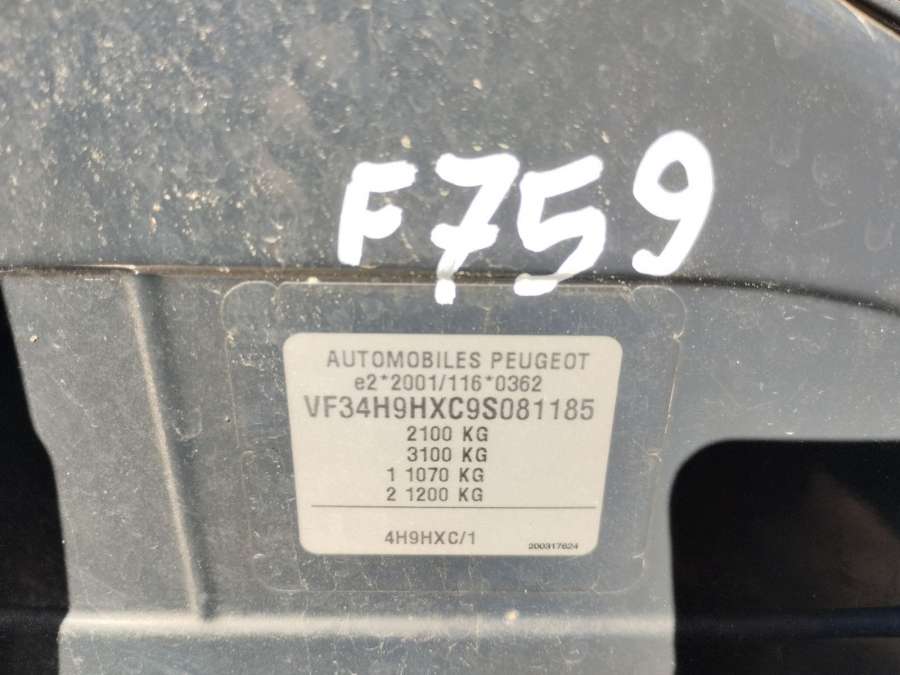 F759
AUTOMOBILES PEUGEOT
e2*2001/116*0362
VF34H9HXC9S081185
2100 KG
3100 KG
1 1070 KG
2 1200 KG
4H9HXC/1
200317624